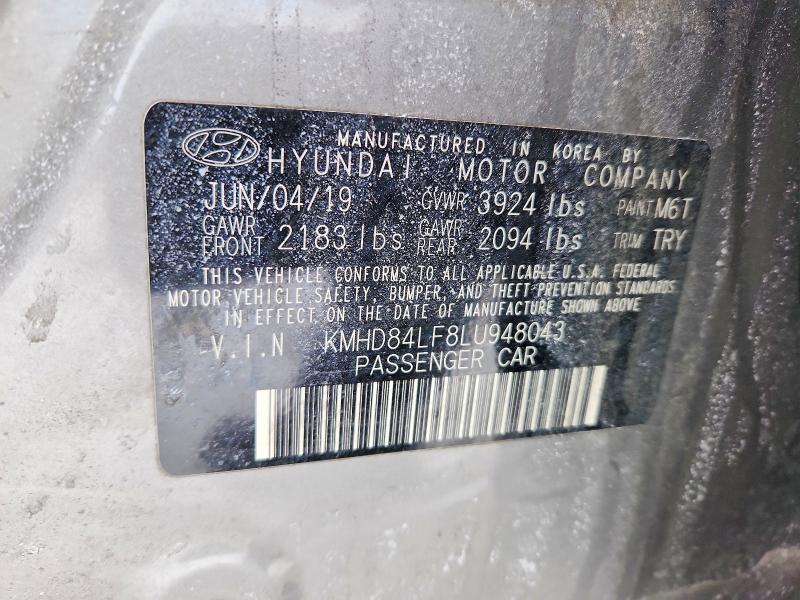 MANUFACTURED IN KOREA BY
HYUNDAI MOTOR COMPANY
JUN/04/19 GVWR 3924 lbs PAINT M6T
GAWR FRONT 2183 lbs GAWR REAR 2094 lbs TRIM TRY
THIS VEHICLE CONFORMS TO ALL APPLICABLE U.S.A. FEDERAL
MOTOR VEHICLE SAFETY, BUMPER, AND THEFT PREVENTION STANDARDS
IN EFFECT ON THE DATE OF MANUFACTURE SHOWN ABOVE
V.I.N KMHD84LF8LU948043
PASSENGER CAR